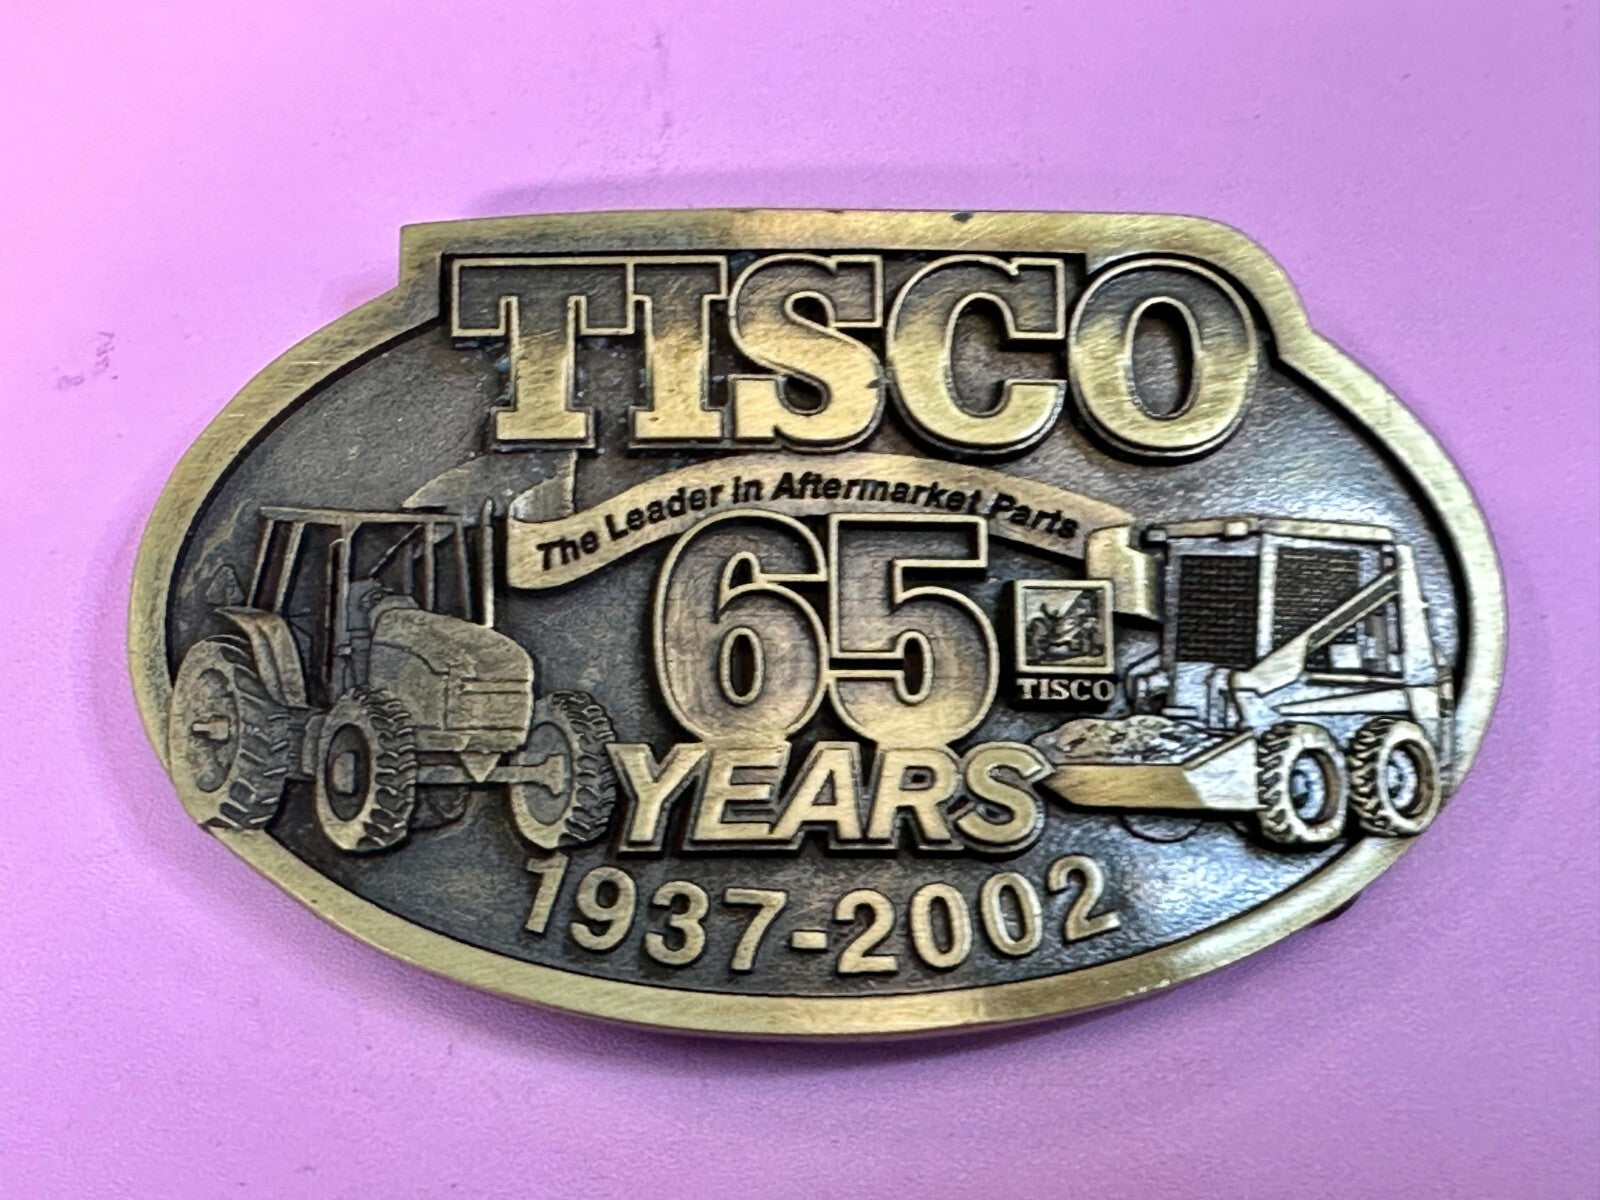 TISCO
The Leader in Aftermarket Parts
65
TISCO
YEARS
1937-2002